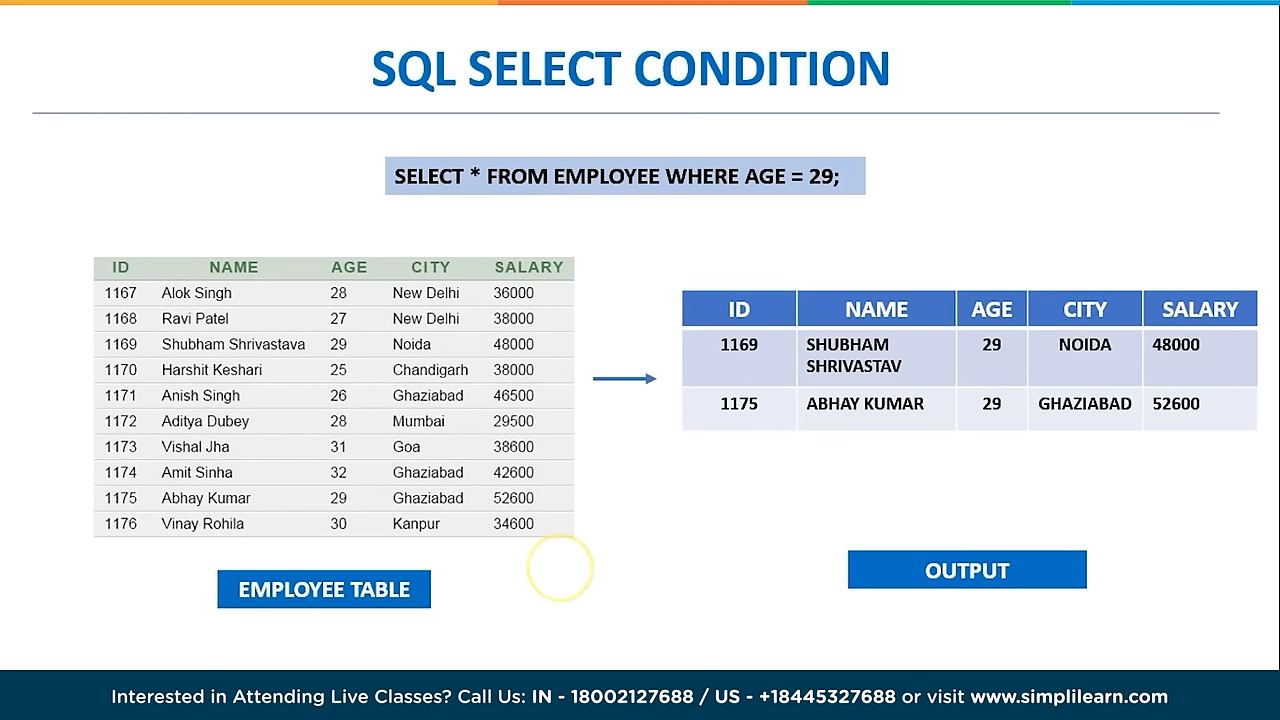 SQL SELECT CONDITION
SELECT * FROM EMPLOYEE WHERE AGE = 29;
ID NAME AGE CITY SALARY
1167 Alok Singh 28 New Delhi 36000
1168 Ravi Patel 27 New Delhi 38000
1169 Shubham Shrivastava 29 Noida 48000
1170 Harshit Keshari 25 Chandigarh 38000
1171 Anish Singh 26 Ghaziabad 46500
1172 Aditya Dubey 28 Mumbai 29500
1173 Vishal Jha 31 Goa 38600
1174 Amit Sinha 32 Ghaziabad 42600
1175 Abhay Kumar 29 Ghaziabad 52600
1176 Vinay Rohila 30 Kanpur 34600
EMPLOYEE TABLE
ID NAME AGE CITY SALARY
1169 SHUBHAM 29 NOIDA 48000
SHRIVASTAV
1175 ABHAY KUMAR 29 GHAZIABAD 52600
OUTPUT
Interested in Attending Live Classes? Call Us: IN - 18002127688 / US - +18445327688 or visit www.simplilearn.com